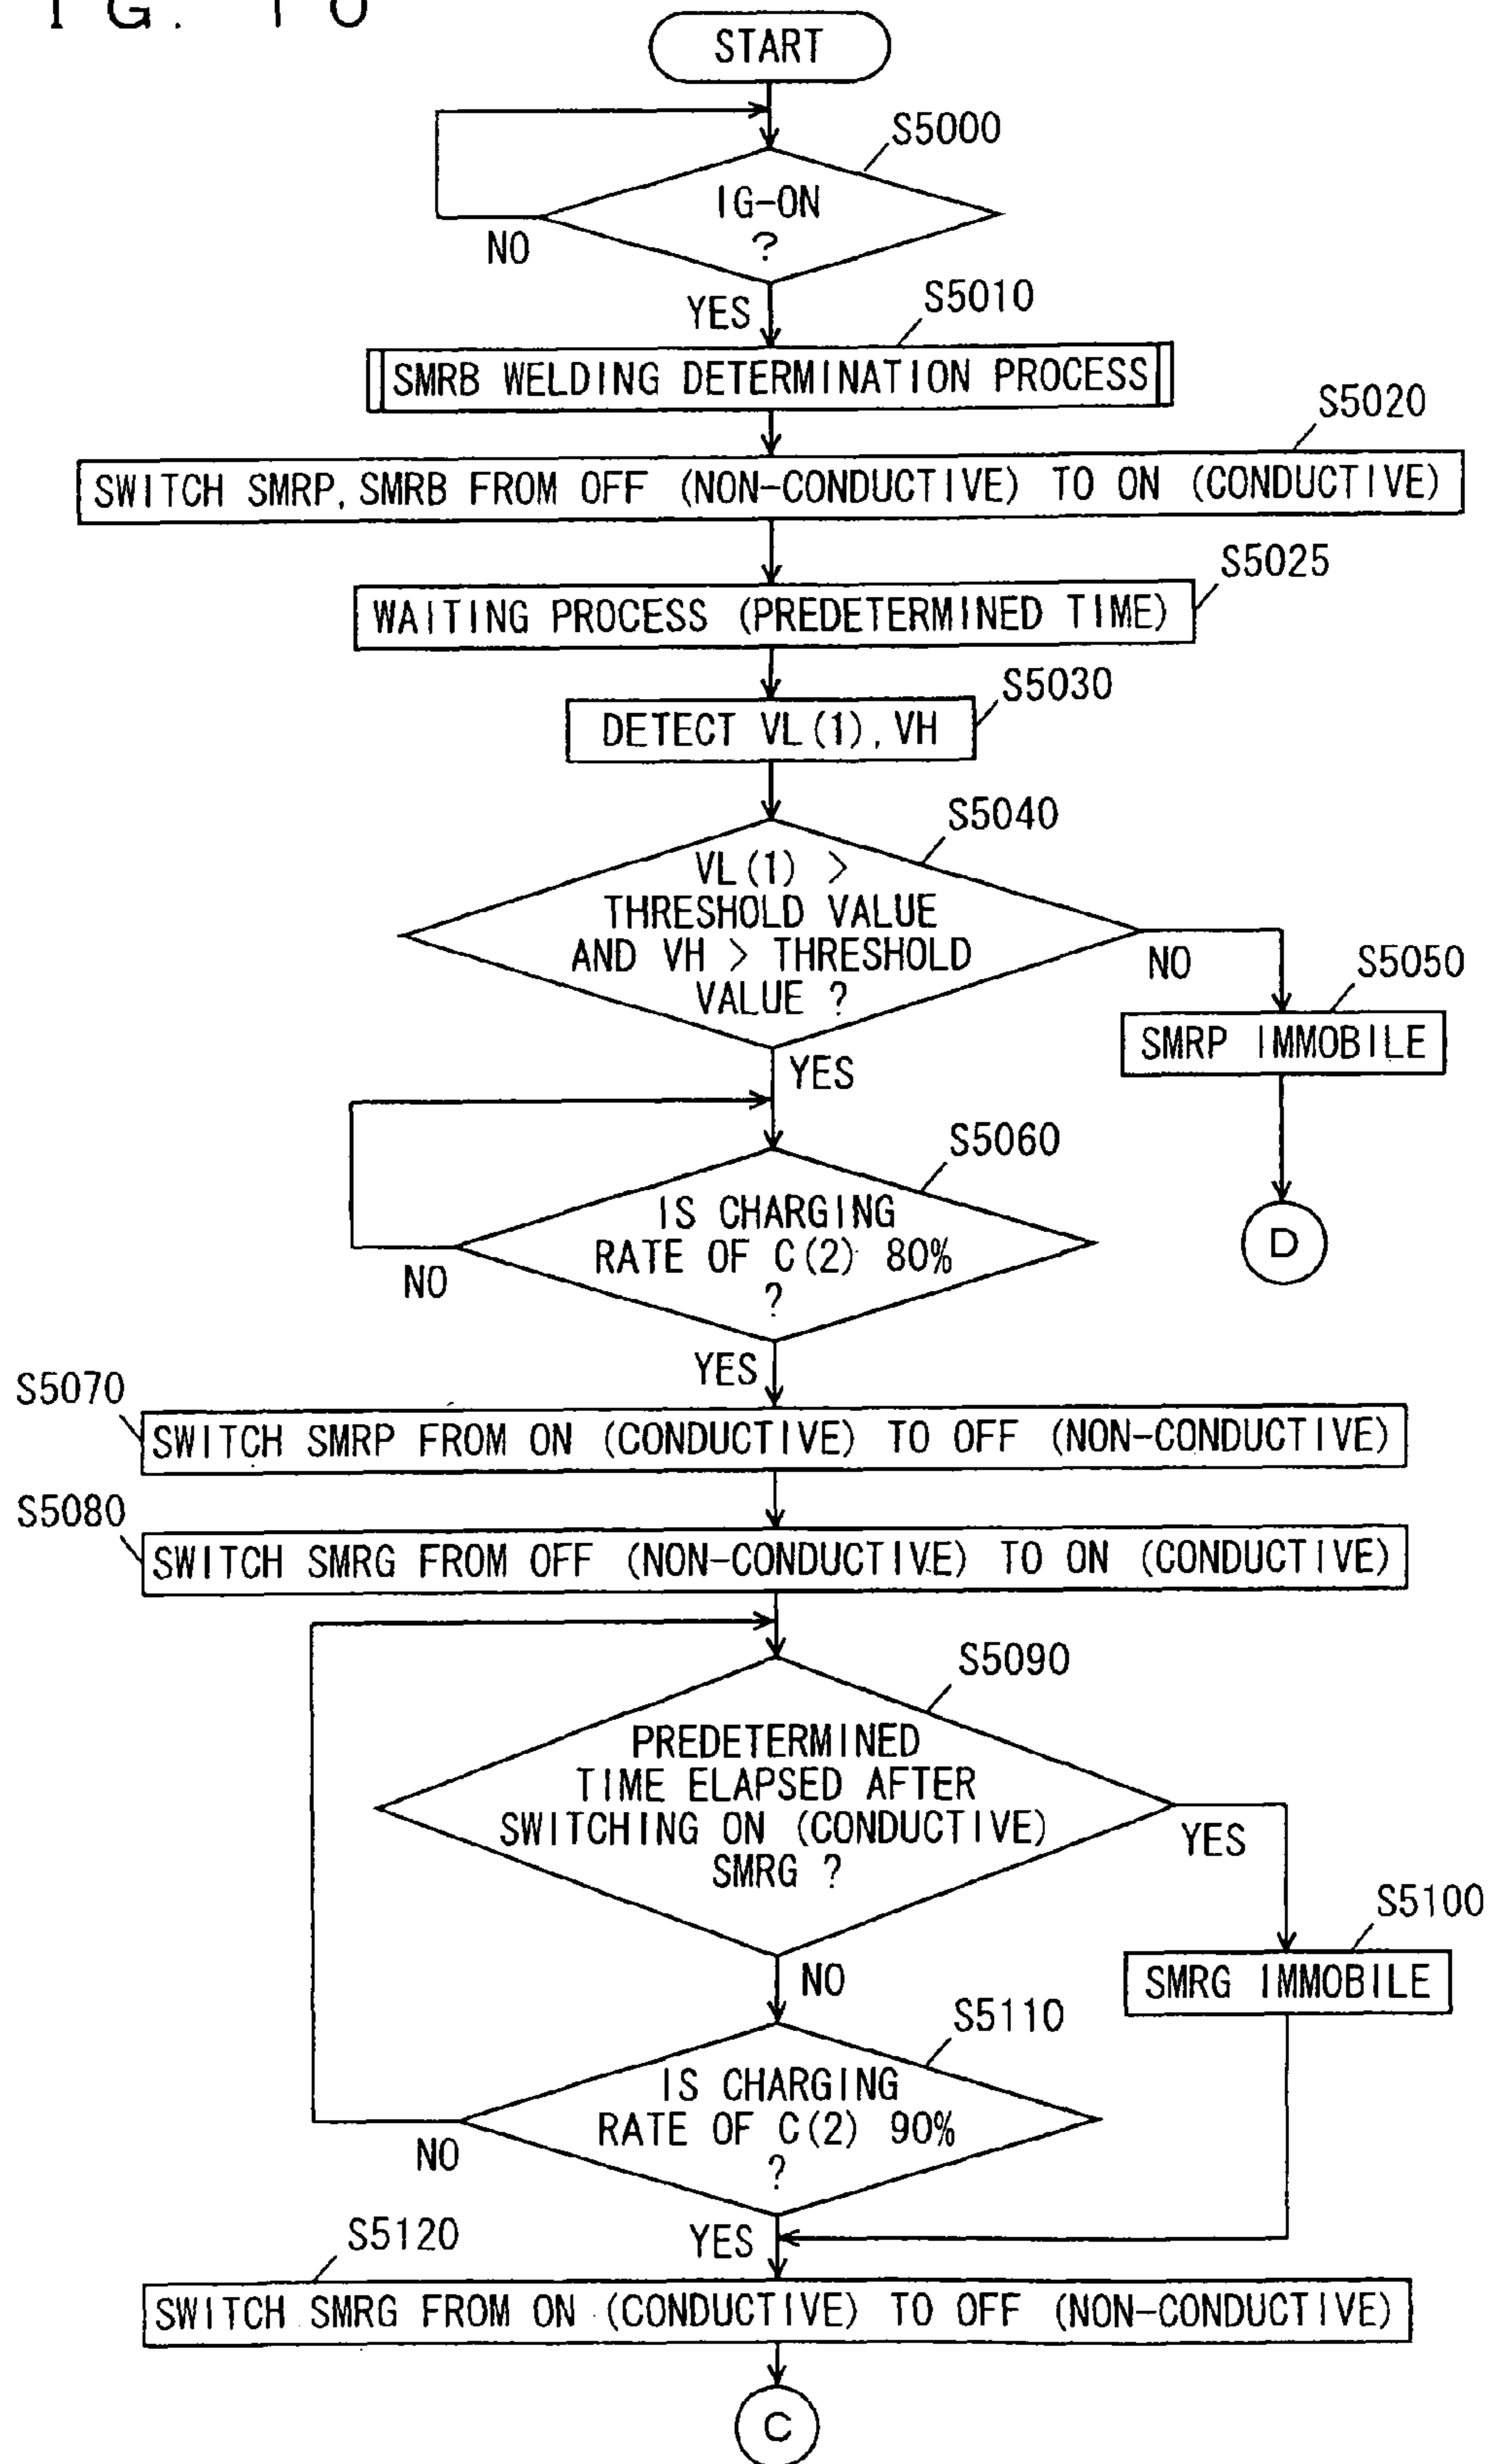 IG. 10
START
S5000
IG-ON
?
NO
YES
S5010
SMRB WELDING DETERMINATION PROCESS
S5020
SWITCH SMRP, SMRB FROM OFF (NON-CONDUCTIVE) TO ON (CONDUCTIVE)
S5025
WAITING PROCESS (PREDETERMINED TIME)
S5030
DETECT VL(1), VH
S5040
VL(1) >
THRESHOLD VALUE
AND VH > THRESHOLD
VALUE ?
NO
S5050
SMRP IMMOBILE
YES
D
S5060
IS CHARGING
RATE OF C(2) 80%
?
NO
YES
S5070
SWITCH SMRP FROM ON (CONDUCTIVE) TO OFF (NON-CONDUCTIVE)
S5080
SWITCH SMRG FROM OFF (NON-CONDUCTIVE) TO ON (CONDUCTIVE)
S5090
PREDETERMINED
TIME ELAPSED AFTER
SWITCHING ON (CONDUCTIVE)
SMRG ?
YES
S5100
SMRG IMMOBILE
NO
S5110
IS CHARGING
RATE OF C(2) 90%
?
NO
YES
S5120
SWITCH SMRG FROM ON (CONDUCTIVE) TO OFF (NON-CONDUCTIVE)
C